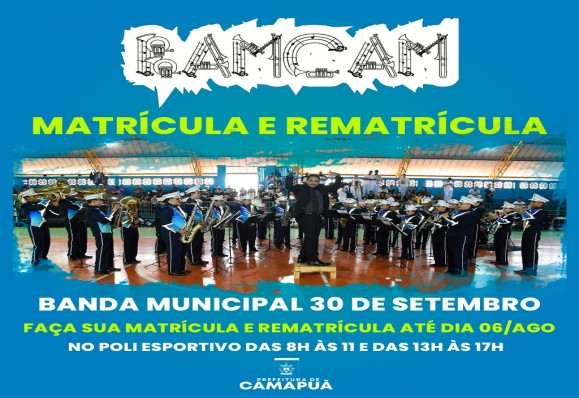 BAMCAM
MATRÍCULA E REMATRÍCULA
BANDA MUNICIPAL 30 DE SETEMBRO
FAÇA SUA MATRÍCULA E REMATRÍCULA ATÉ DIA 06/AGO
NO POLI ESPORTIVO DAS 8H ÀS 11 E DAS 13H ÀS 17H
PREFEITURA DE
CAMAPUÃ